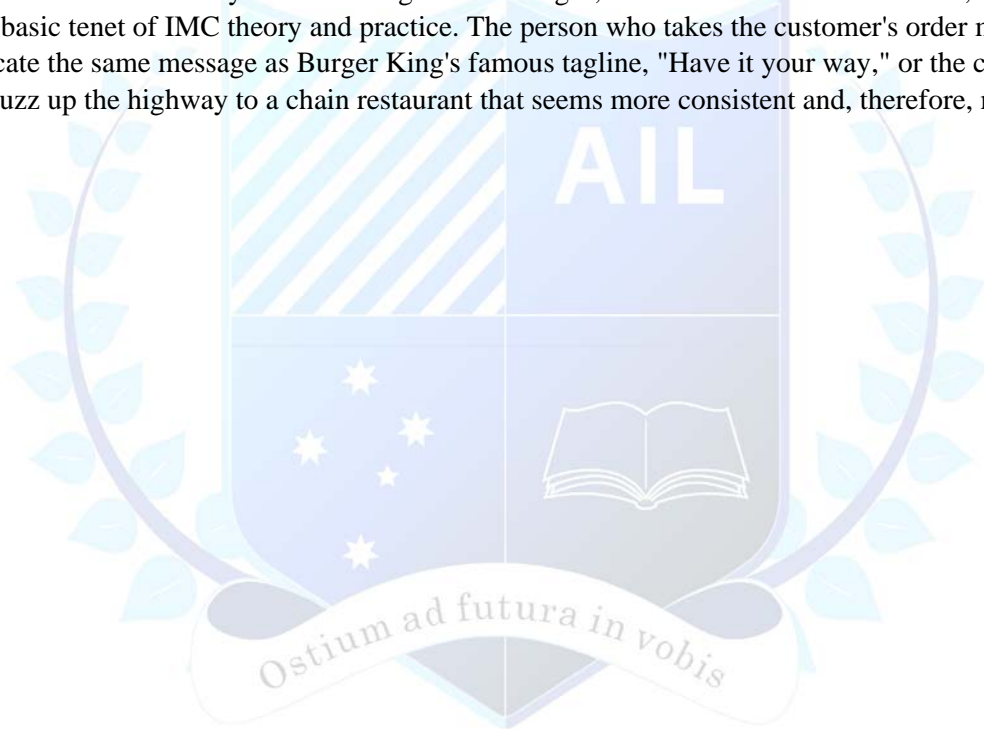 basic tenet of IMC theory and practice. The person who takes the customer's order
cate the same message as Burger King's famous tagline, "Have it your way," or the
uzz up the highway to a chain restaurant that seems more consistent and, therefore,
AIL
Ostium ad futura in vobis